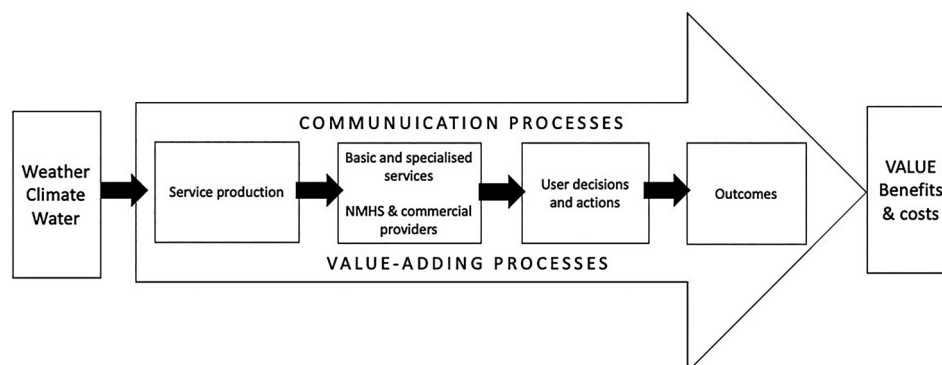 COMMUNUICATION PROCESSES
Weather
Climate
Water
Service production
Basic and specialised
services
NMHS & commercial
providers
User decisions
and actions
Outcomes
VALUE
Benefits
& costs
VALUE-ADDING PROCESSES